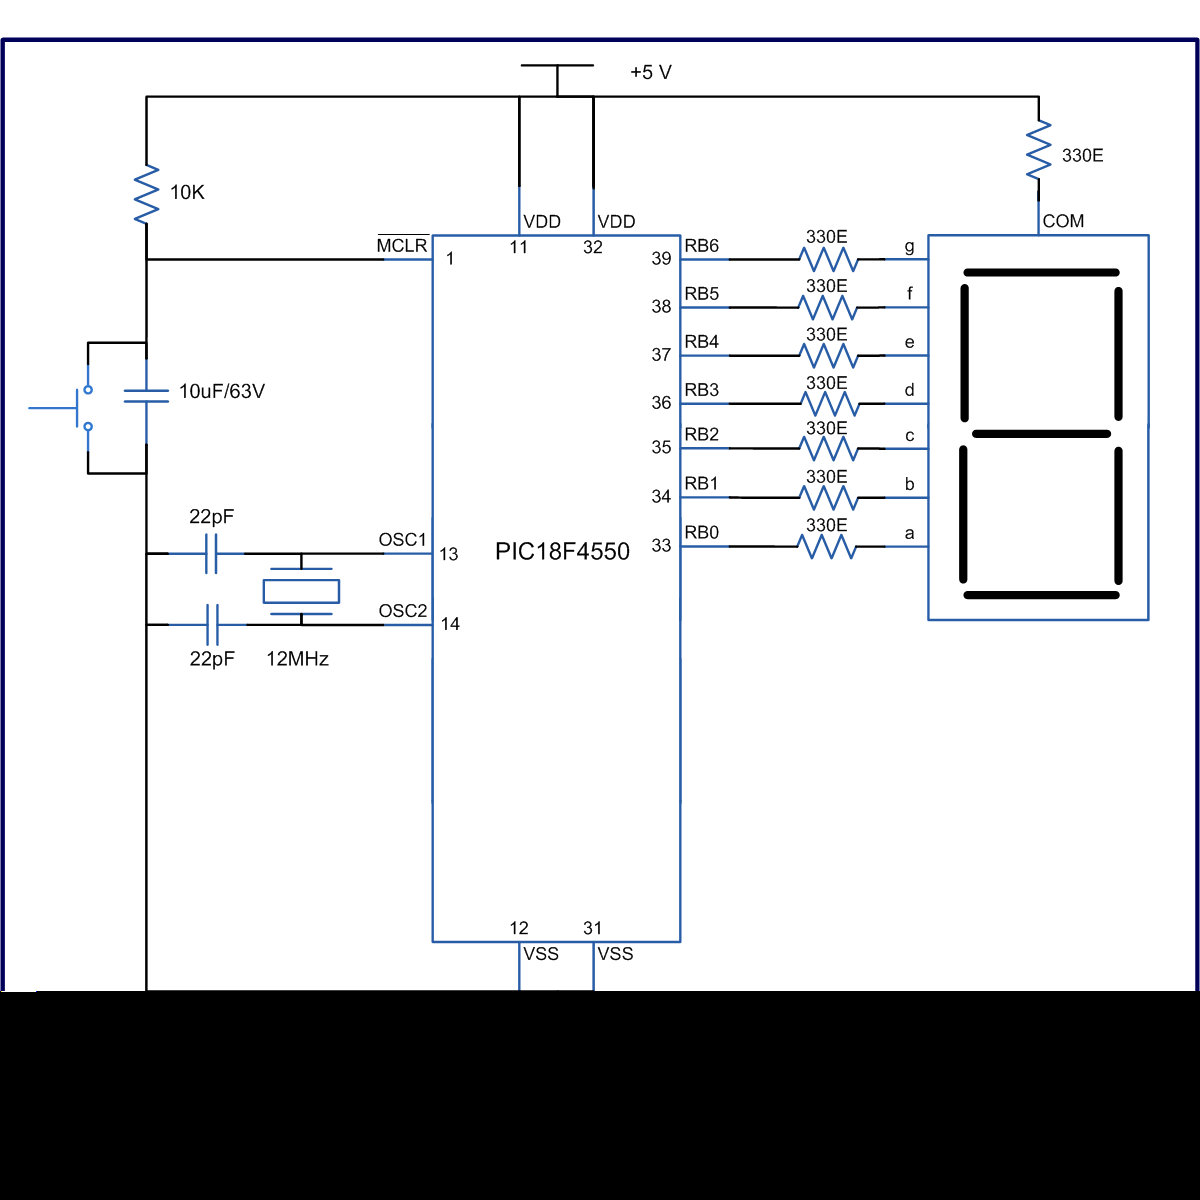 +5 V
330E
10K
VDD VDD
COM
MCLR
1
11
32
39
RB6
330E
g
38
RB5
330E
f
37
RB4
330E
e
36
RB3
330E
d
35
RB2
330E
c
34
RB1
330E
b
33
RB0
330E
a
10uF/63V
22pF
OSC1
13
PIC18F4550
OSC2
14
22pF
12MHz
12
31
VSS VSS